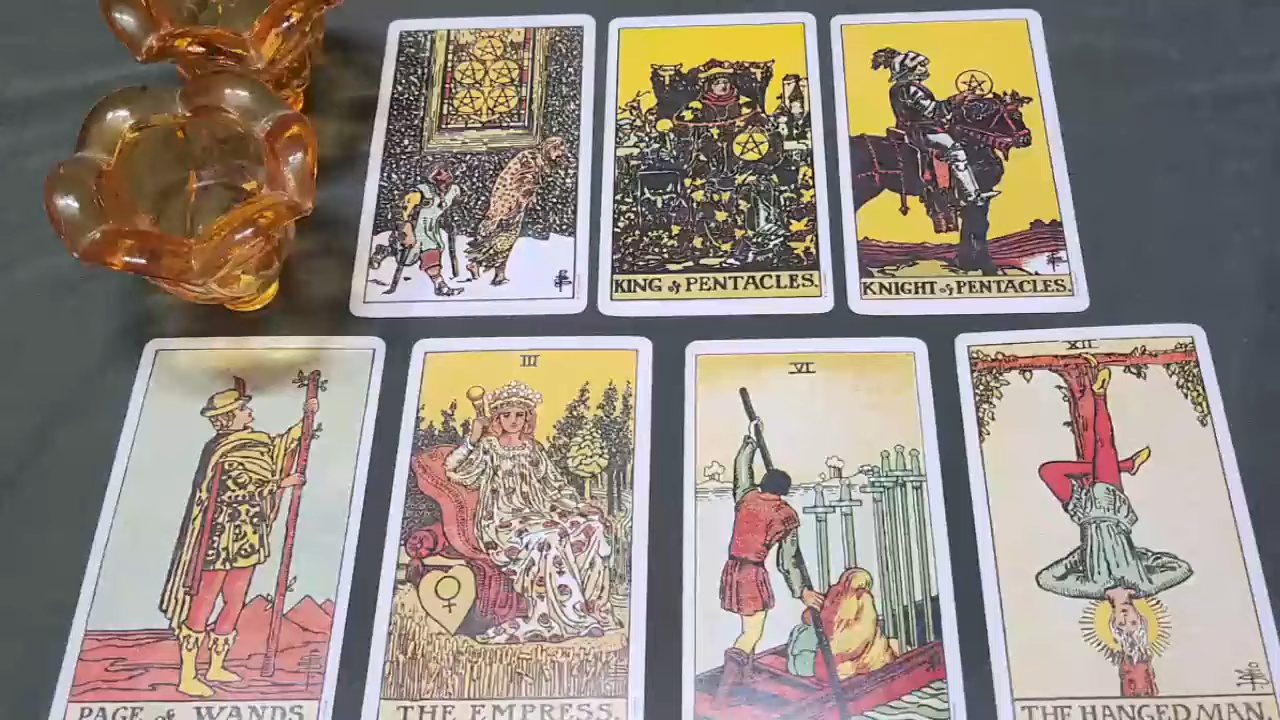 KING of PENTACLES.
KNIGHT of PENTACLES.
III
VI
XII
PAGE of WANDS.
THE EMPRESS.
THE HANGED MAN.